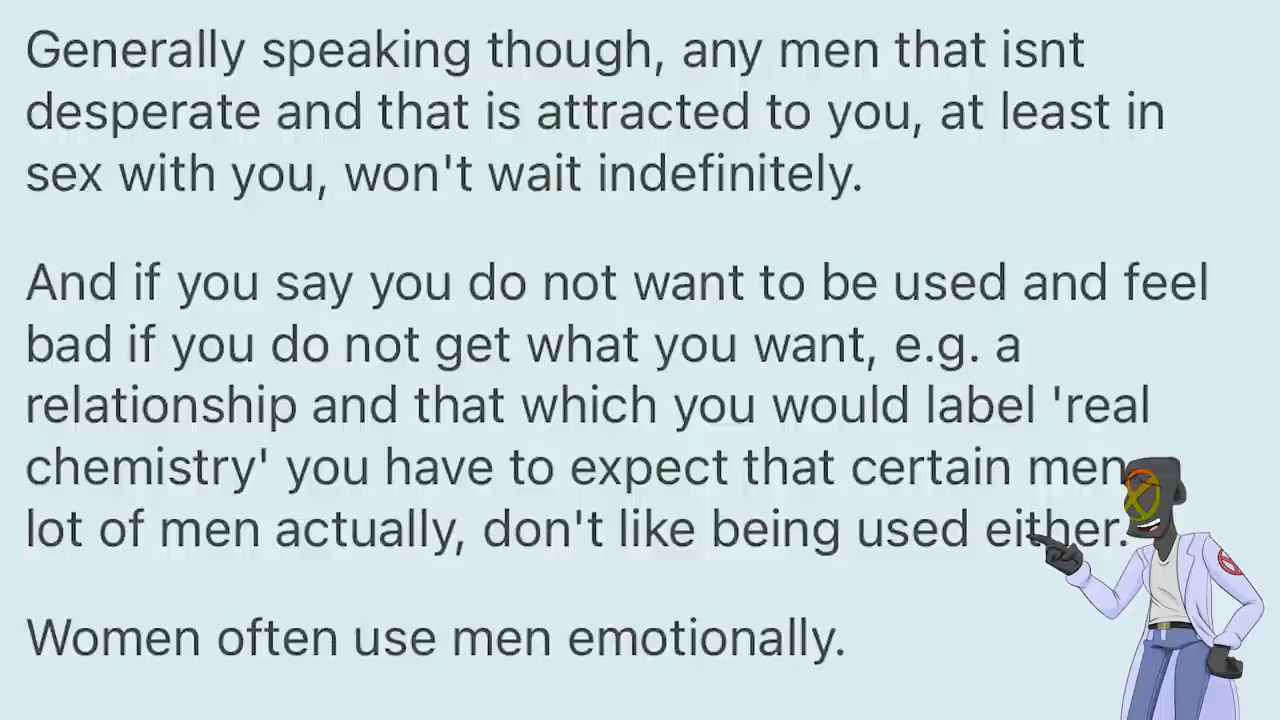 Generally speaking though, any men that isnt
desperate and that is attracted to you, at least in
sex with you, won't wait indefinitely.
And if you say you do not want to be used and feel
bad if you do not get what you want, e.g. a
relationship and that which you would label 'real
chemistry' you have to expect that certain men
lot of men actually, don't like being used either.
Women often use men emotionally.